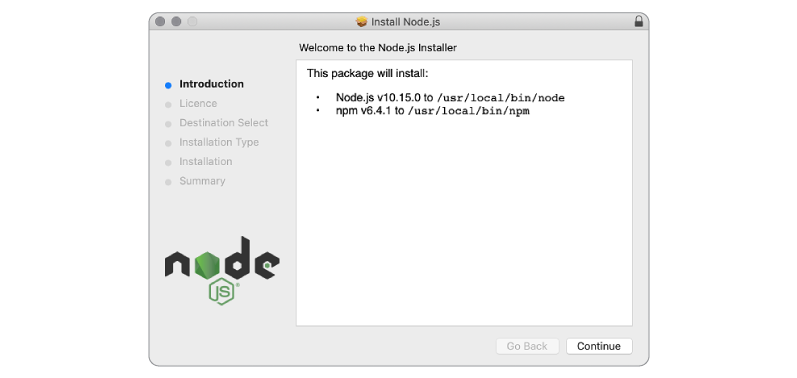 Install Node.js
Welcome to the Node.js Installer
Introduction
Licence
Destination Select
Installation Type
Installation
Summary
This package will install:
• Node.js v10.15.0 to /usr/local/bin/node
• npm v6.4.1 to /usr/local/bin/npm
node
JS
Go Back
Continue